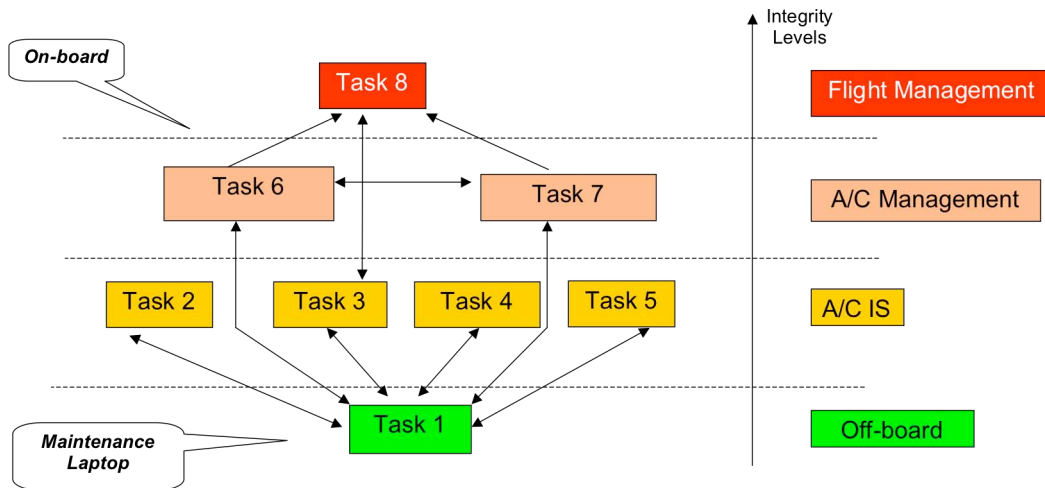 Integrity
Levels
On-board
Task 8
Flight Management
Task 6
Task 7
A/C Management
Task 2
Task 3
Task 4
Task 5
A/C IS
Task 1
Off-board
Maintenance
Laptop